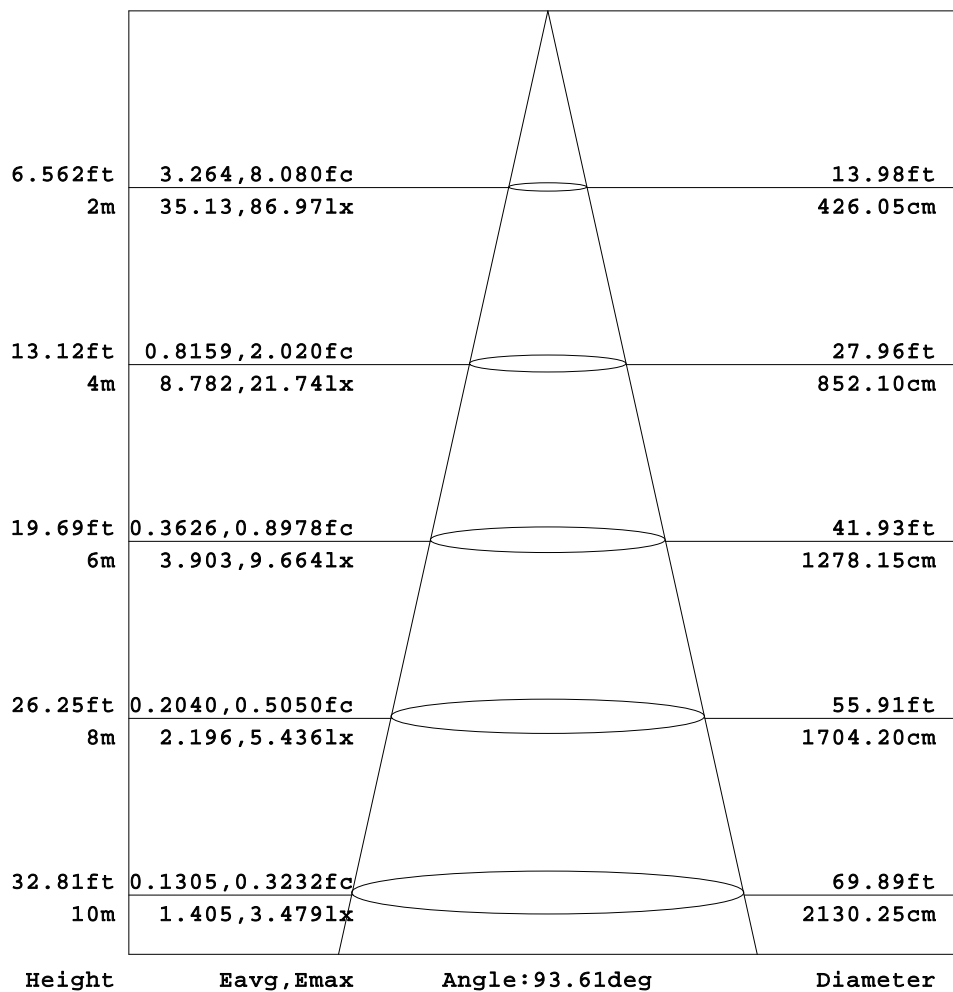 6.562ft 3.264,8.080fc 13.98ft
2m 35.13,86.97lx 426.05cm
13.12ft 0.8159,2.020fc 27.96ft
4m 8.782,21.74lx 852.10cm
19.69ft 0.3626,0.8978fc 41.93ft
6m 3.903,9.664lx 1278.15cm
26.25ft 0.2040,0.5050fc 55.91ft
8m 2.196,5.436lx 1704.20cm
32.81ft 0.1305,0.3232fc 69.89ft
10m 1.405,3.479lx 2130.25cm
Height Eavg,Emax Angle:93.61deg Diameter